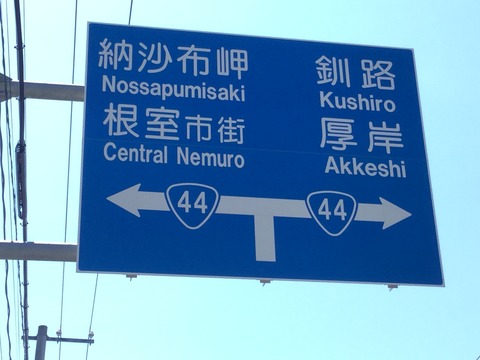 納沙布岬
Nossapumisaki
根室市街
Central Nemuro
釧路
Kushiro
厚岸
Akkeshi
44
44